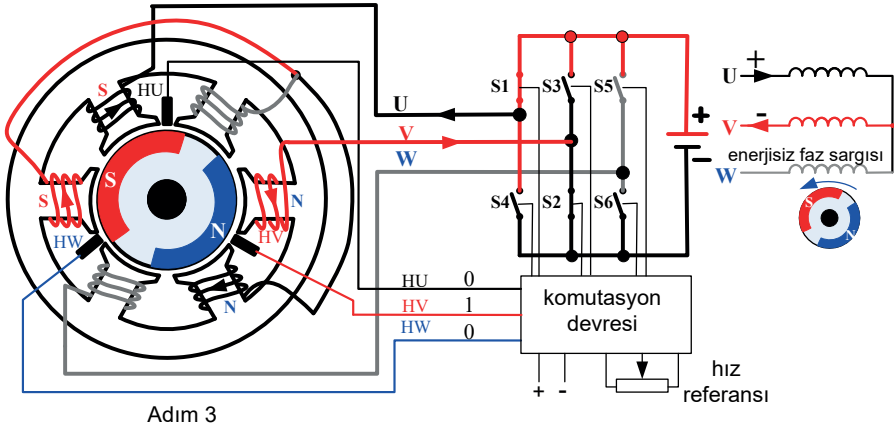 S
HU
S
N
HV
HW
N
S
N
U
V
W
S1
S3
S5
S4
S2
S6
+
-
U
+
V
-
enerjisiz faz sargısı
W
S
N
HU 0
HV 1
HW 0
komutasyon
devresi
+ -
hız
referansı
Adım 3